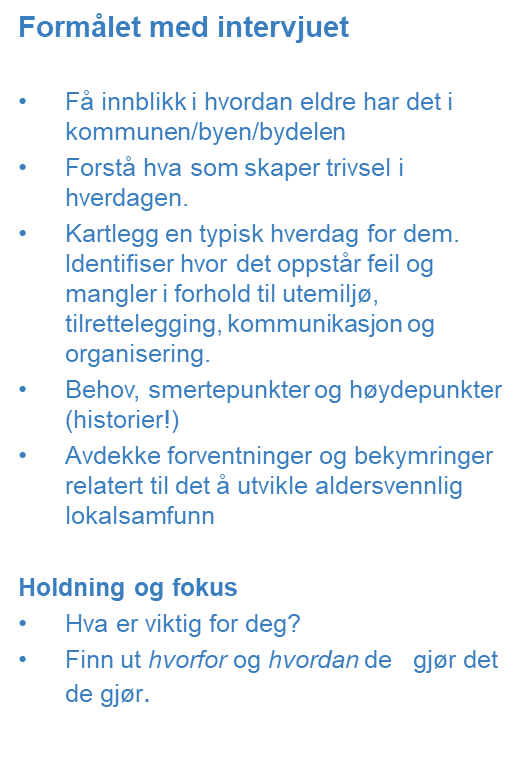 Formålet med intervjuet
• Få innblikk i hvordan eldre har det i
kommunen/byen/bydelen
• Forstå hva som skaper trivsel i
hverdagen.
• Kartlegg en typisk hverdag for dem.
Identifiser hvor det oppstår feil og
mangler i forhold til utemiljø,
tilrettelegging, kommunikasjon og
organisering.
• Behov, smertepunkter og høydepunkter
(historier!)
• Avdekke forventninger og bekymringer
relatert til det å utvikle aldersvennlig
lokalsamfunn
Holdning og fokus
• Hva er viktig for deg?
• Finn ut hvorfor og hvordan de gjør det
de gjør.